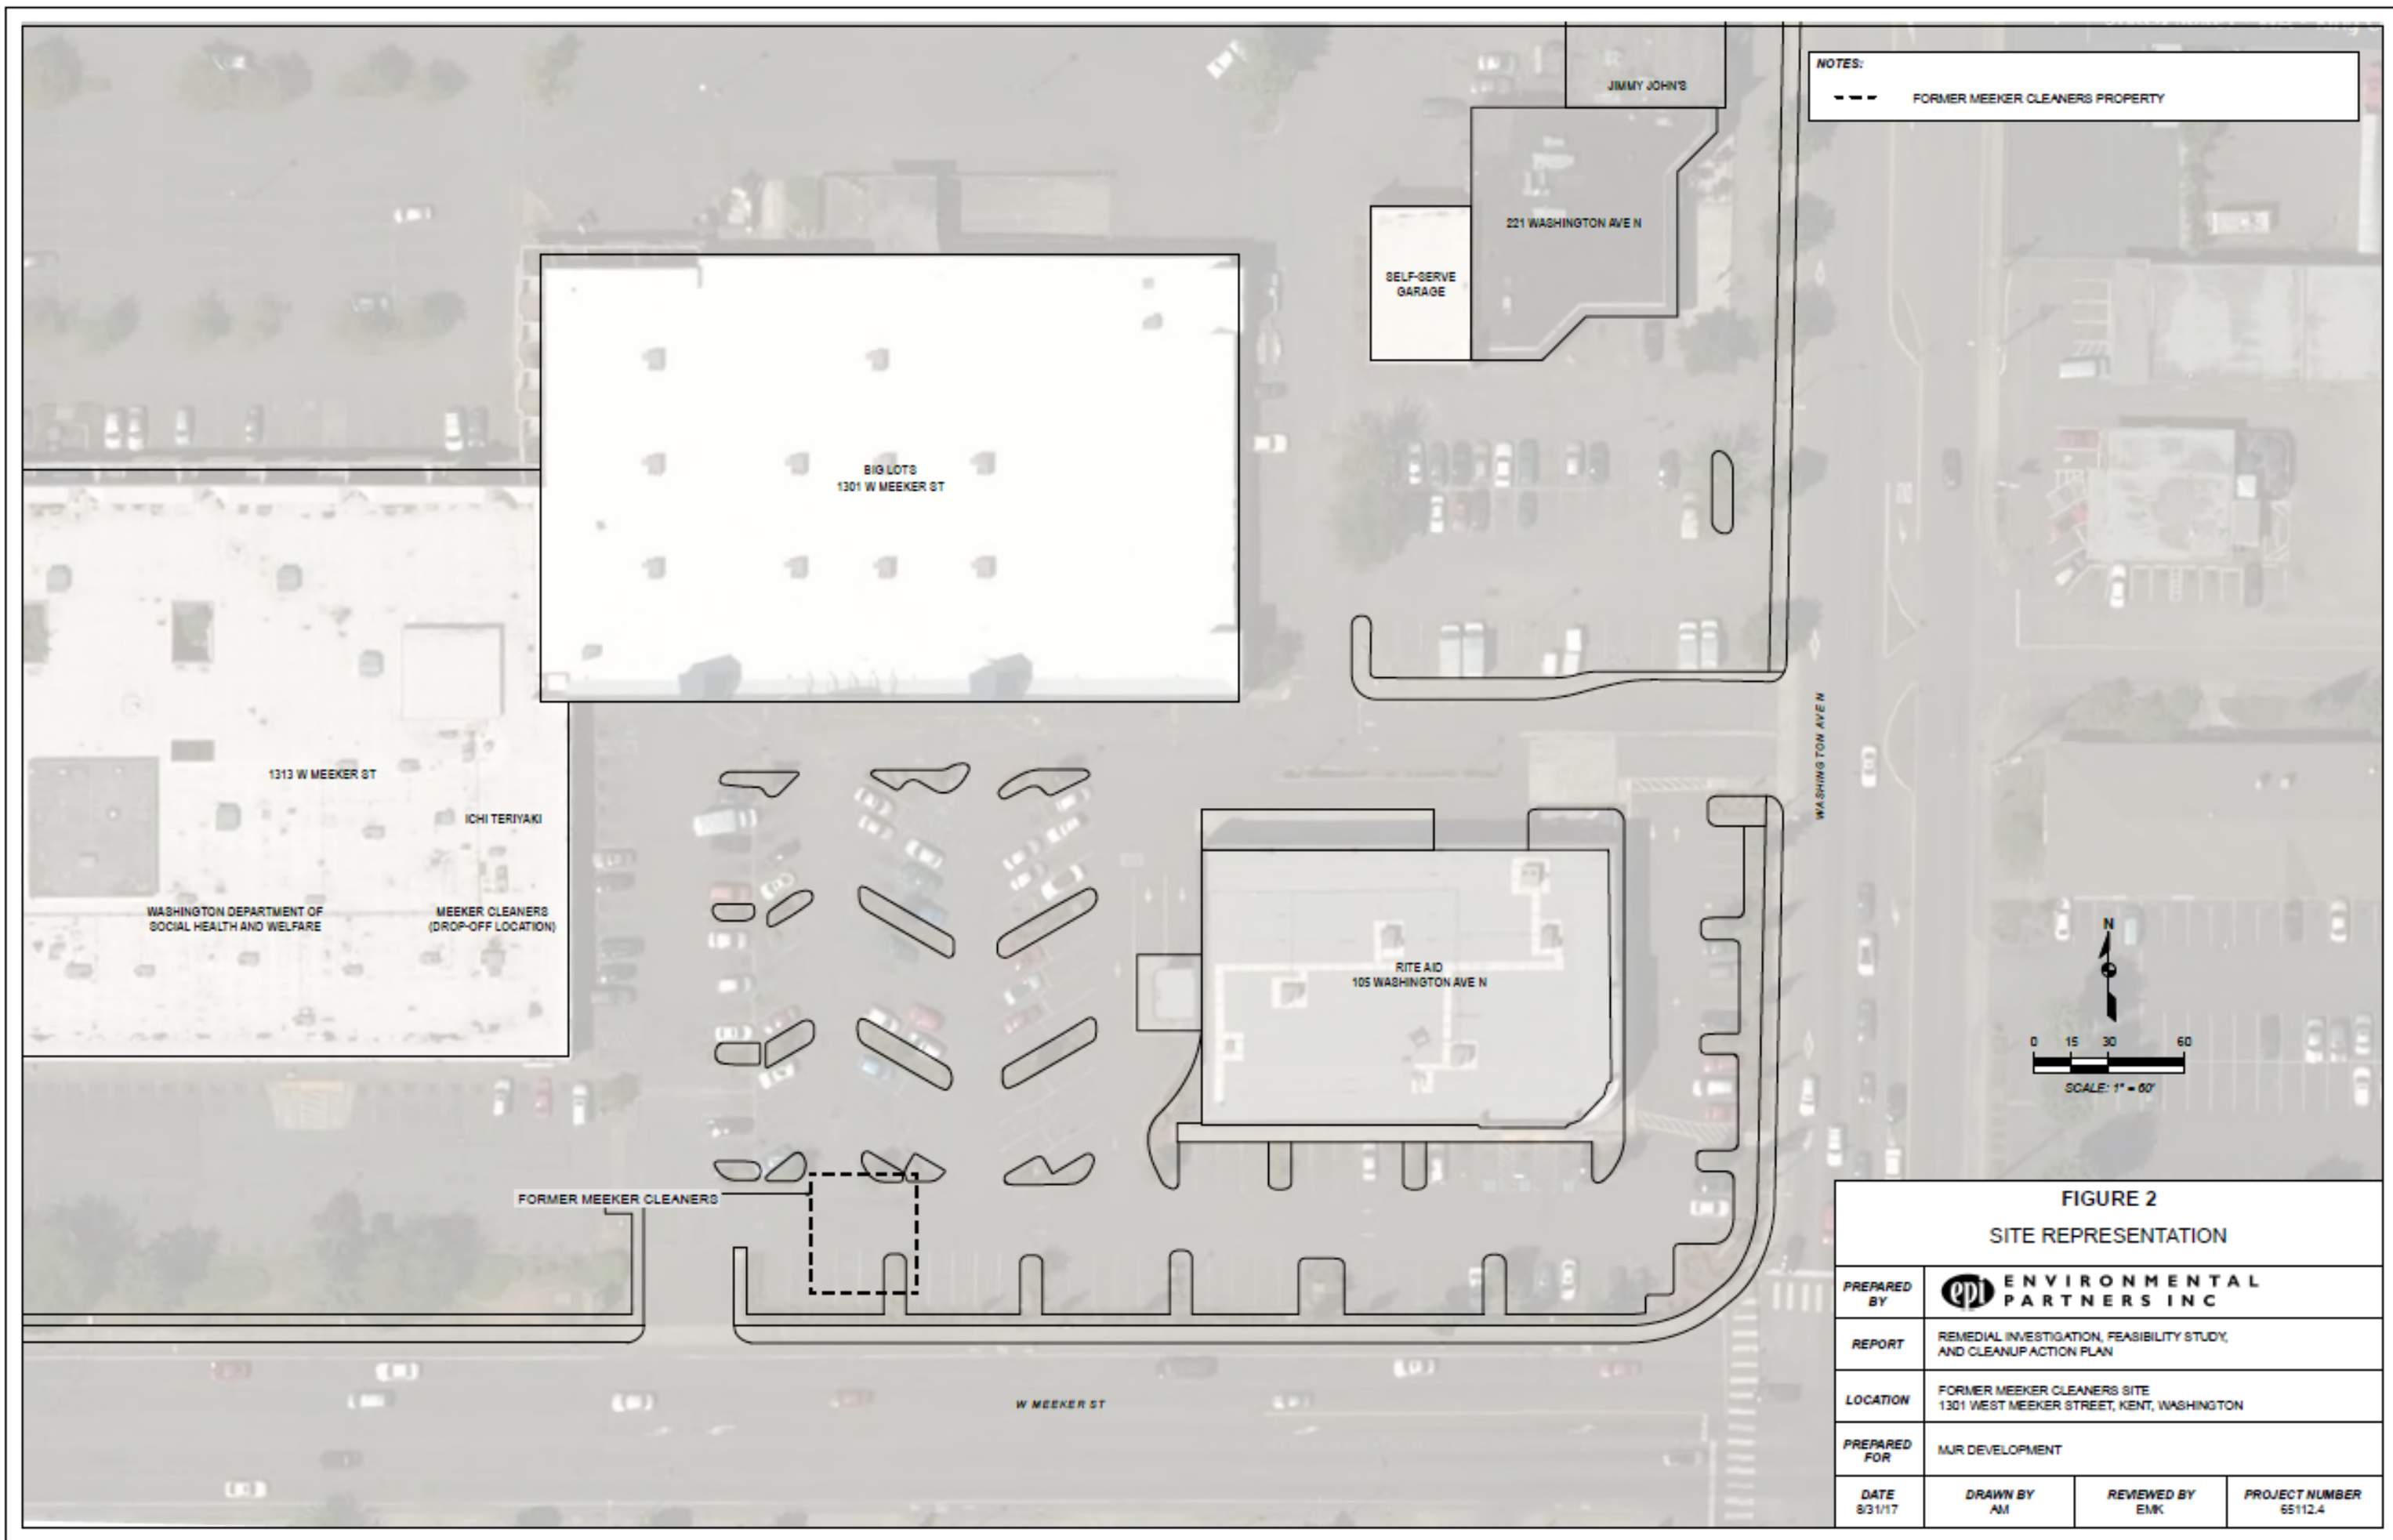 JIMMY JOHN'S
NOTES:
FORMER MEEKER CLEANERS PROPERTY
221 WASHINGTON AVE N
SELF-SERVE
GARAGE
BIG LOTS
1301 W MEEKER ST
WASHINGTON AVE N
1313 W MEEKER ST
ICHI TERIYAKI
WASHINGTON DEPARTMENT OF
SOCIAL HEALTH AND WELFARE
MEEKER CLEANERS
(DROP-OFF LOCATION)
RITE AID
105 WASHINGTON AVE N
N
0 15 30 60
SCALE: 1" = 60'
FORMER MEEKER CLEANERS
W MEEKER ST
FIGURE 2
SITE REPRESENTATION
PREPARED
BY
epi ENVIRONMENTAL
PARTNERS INC
REPORT
REMEDIAL INVESTIGATION, FEASIBILITY STUDY,
AND CLEANUP ACTION PLAN
LOCATION
FORMER MEEKER CLEANERS SITE
1301 WEST MEEKER STREET, KENT, WASHINGTON
PREPARED
FOR
MJR DEVELOPMENT
DATE
8/31/17
DRAWN BY
AM
REVIEWED BY
EMK
PROJECT NUMBER
65112.4